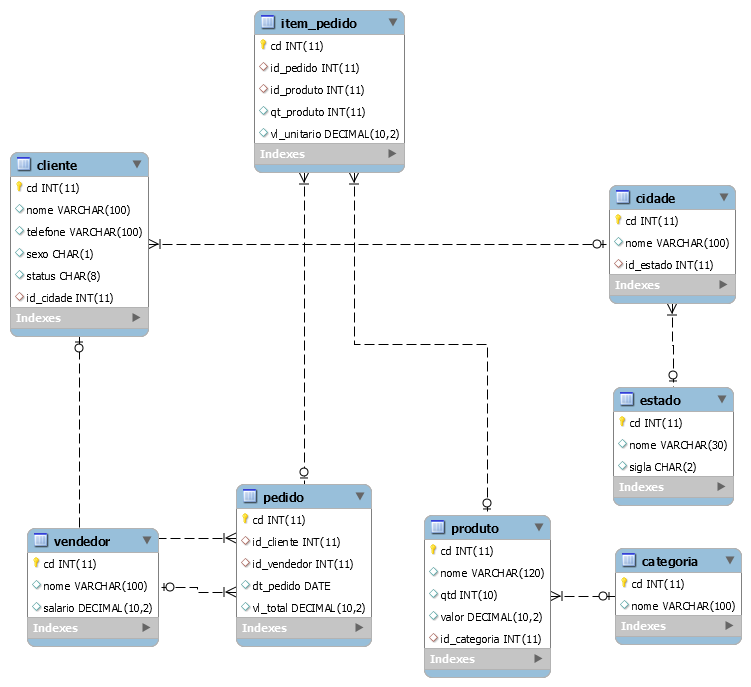 item_pedido
cd INT(11)
id_pedido INT(11)
id_produto INT(11)
qt_produto INT(11)
vl_unitario DECIMAL(10,2)
Indexes
cliente
cd INT(11)
nome VARCHAR(100)
telefone VARCHAR(100)
sexo CHAR(1)
status CHAR(8)
id_cidade INT(11)
Indexes
cidade
cd INT(11)
nome VARCHAR(100)
id_estado INT(11)
Indexes
estado
cd INT(11)
nome VARCHAR(30)
sigla CHAR(2)
Indexes
vendedor
cd INT(11)
nome VARCHAR(100)
salario DECIMAL(10,2)
Indexes
pedido
cd INT(11)
id_cliente INT(11)
id_vendedor INT(11)
dt_pedido DATE
vl_total DECIMAL(10,2)
Indexes
produto
cd INT(11)
nome VARCHAR(120)
qtd INT(10)
valor DECIMAL(10,2)
id_categoria INT(11)
Indexes
categoria
cd INT(11)
nome VARCHAR(100)
Indexes